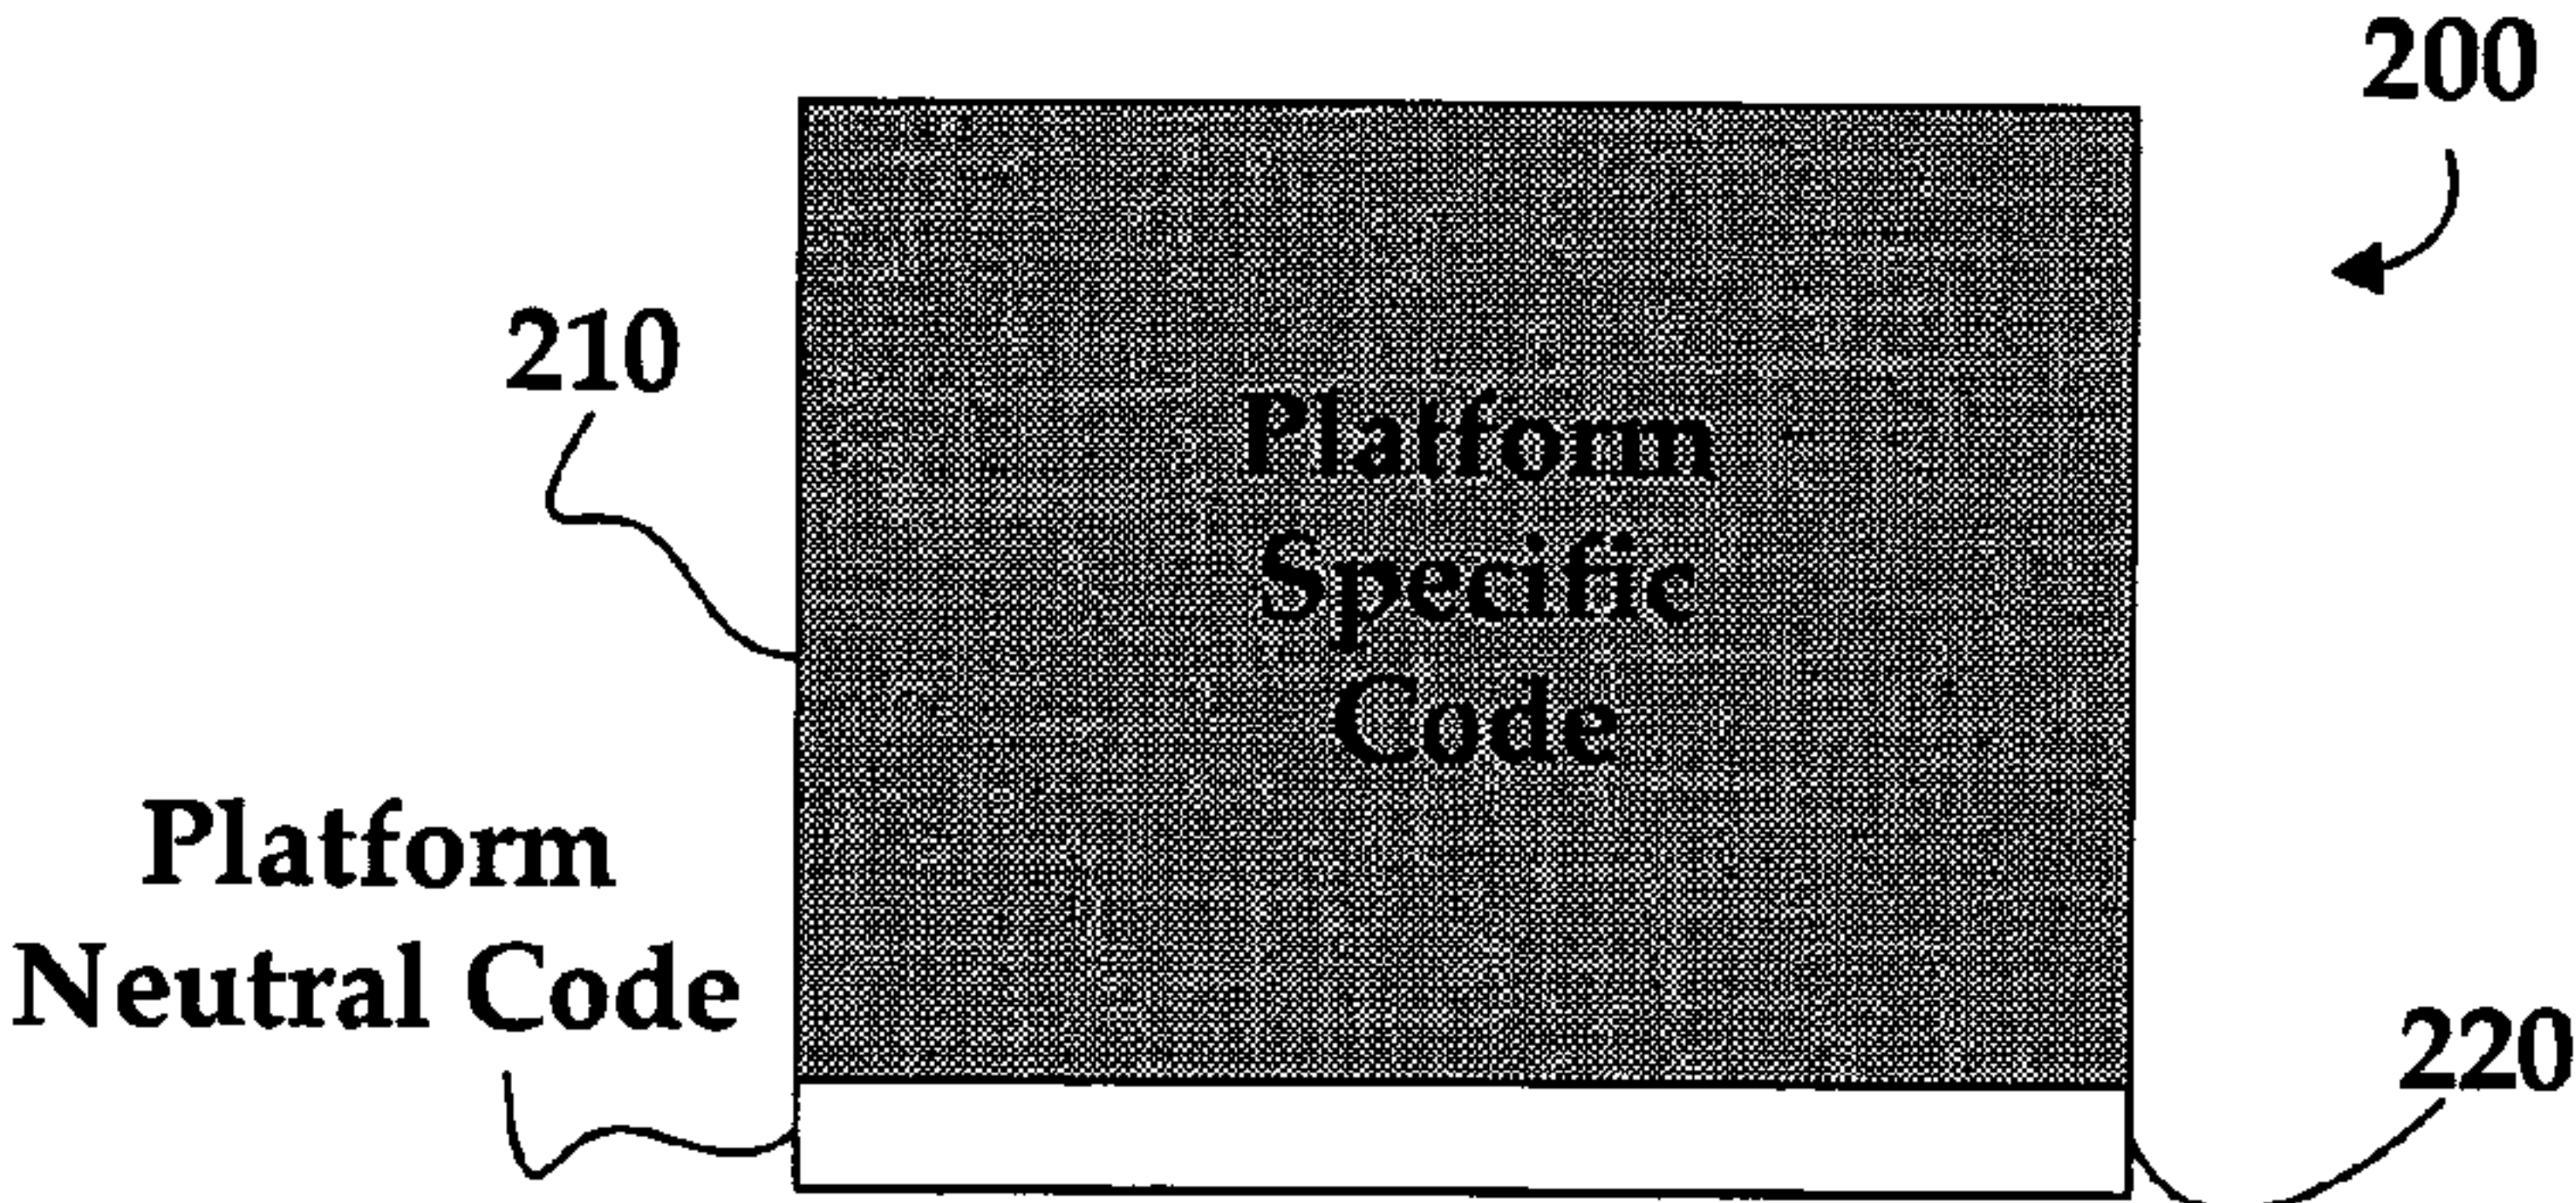 200
210
Platform
Specific
Code
Platform
Neutral Code
220